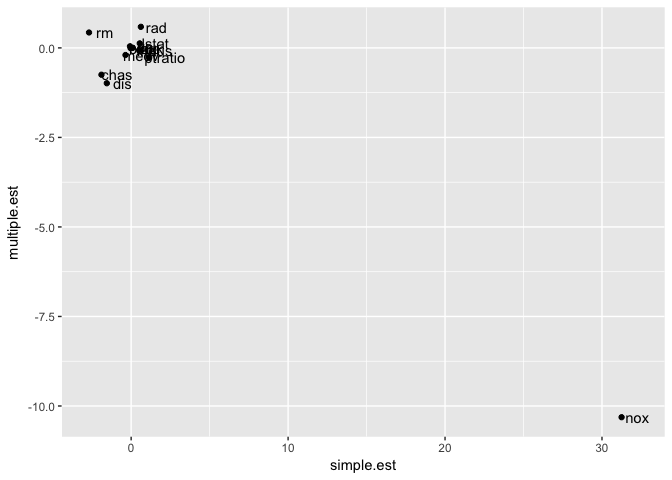 rad
rm
lstat
ptratio
chas
dis
nox
0.0
-2.5
-5.0
-7.5
-10.0
multiple.est
0
10
20
30
simple.est